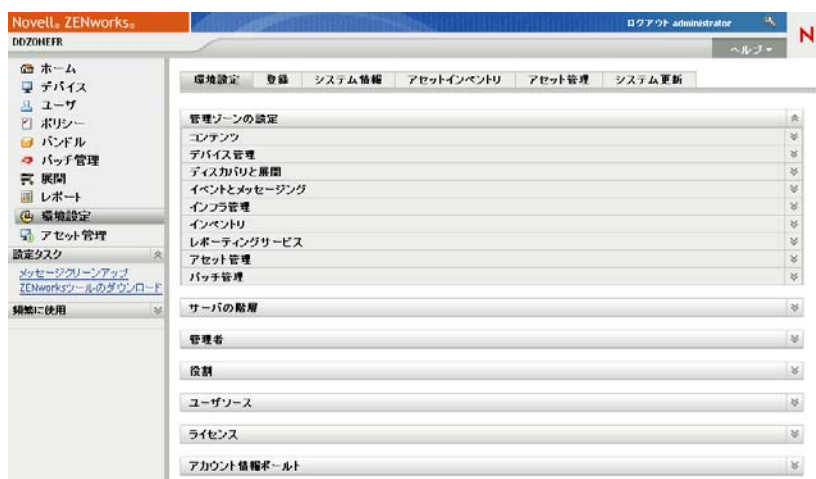 Novell® ZENworks®
ログアウト administrator
N
DDZONEFR
ヘルプ
ホーム
デバイス
ユーザ
ポリシー
バンドル
パッチ管理
展開
レポート
環境設定
アセット管理
設定タスク
メッセージクリーンアップ
ZENworksツールのダウンロード
頻繁に使用
環境設定 登録 システム情報 アセットインベントリ アセット管理 システム更新
管理ゾーンの設定
コンテンツ
デバイス管理
ディスカバリと展開
イベントとメッセージング
インフラ管理
インベントリ
レポーティングサービス
アセット管理
パッチ管理
サーバの階層
管理者
役割
ユーザソース
ライセンス
アカウント情報ボールト